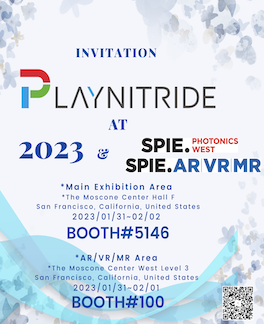 INVITATION
PLAYNITRIDE
AT
2023 & SPIE. PHOTONICS WEST
SPIE. AR|VR|MR
*Main Exhibition Area
*The Moscone Center Hall F
San Francisco, California, United States
2023/01/31~02/02
BOOTH#5146
*AR/VR/MR Area
*The Moscone Center West Level 3
San Francisco, California, United States
2023/01/31~02/01
BOOTH#100